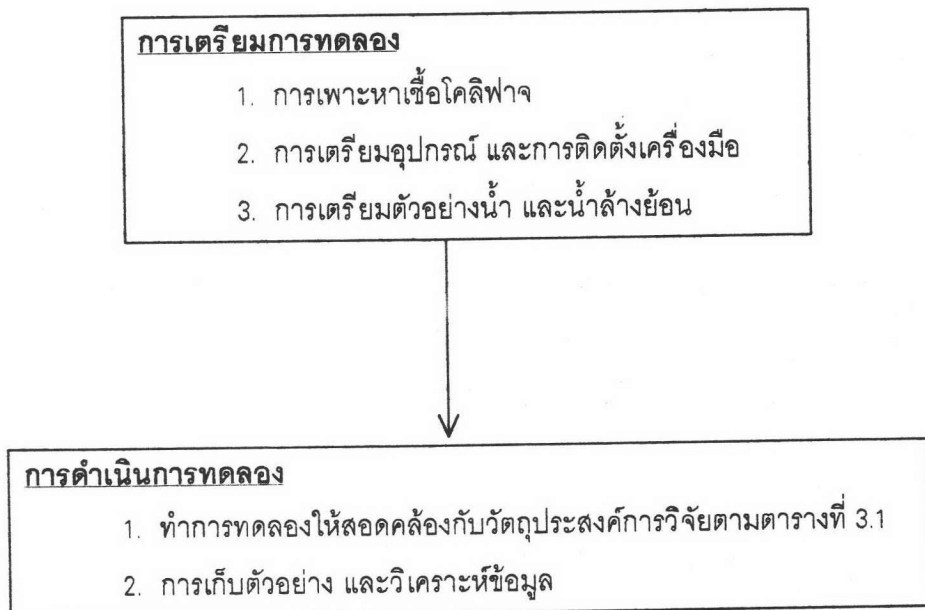 การเตรียมการทดลอง
1. การเพาะหาเชื้อโคลิฟาจ
2. การเตรียมอุปกรณ์ และการติดตั้งเครื่องมือ
3. การเตรียมตัวอย่างน้ำ และน้ำล้างย้อน
การดำเนินการทดลอง
1. ทำการทดลองให้สอดคล้องกับวัตถุประสงค์การวิจัยตามตารางที่ 3.1
2. การเก็บตัวอย่าง และวิเคราะห์ข้อมูล